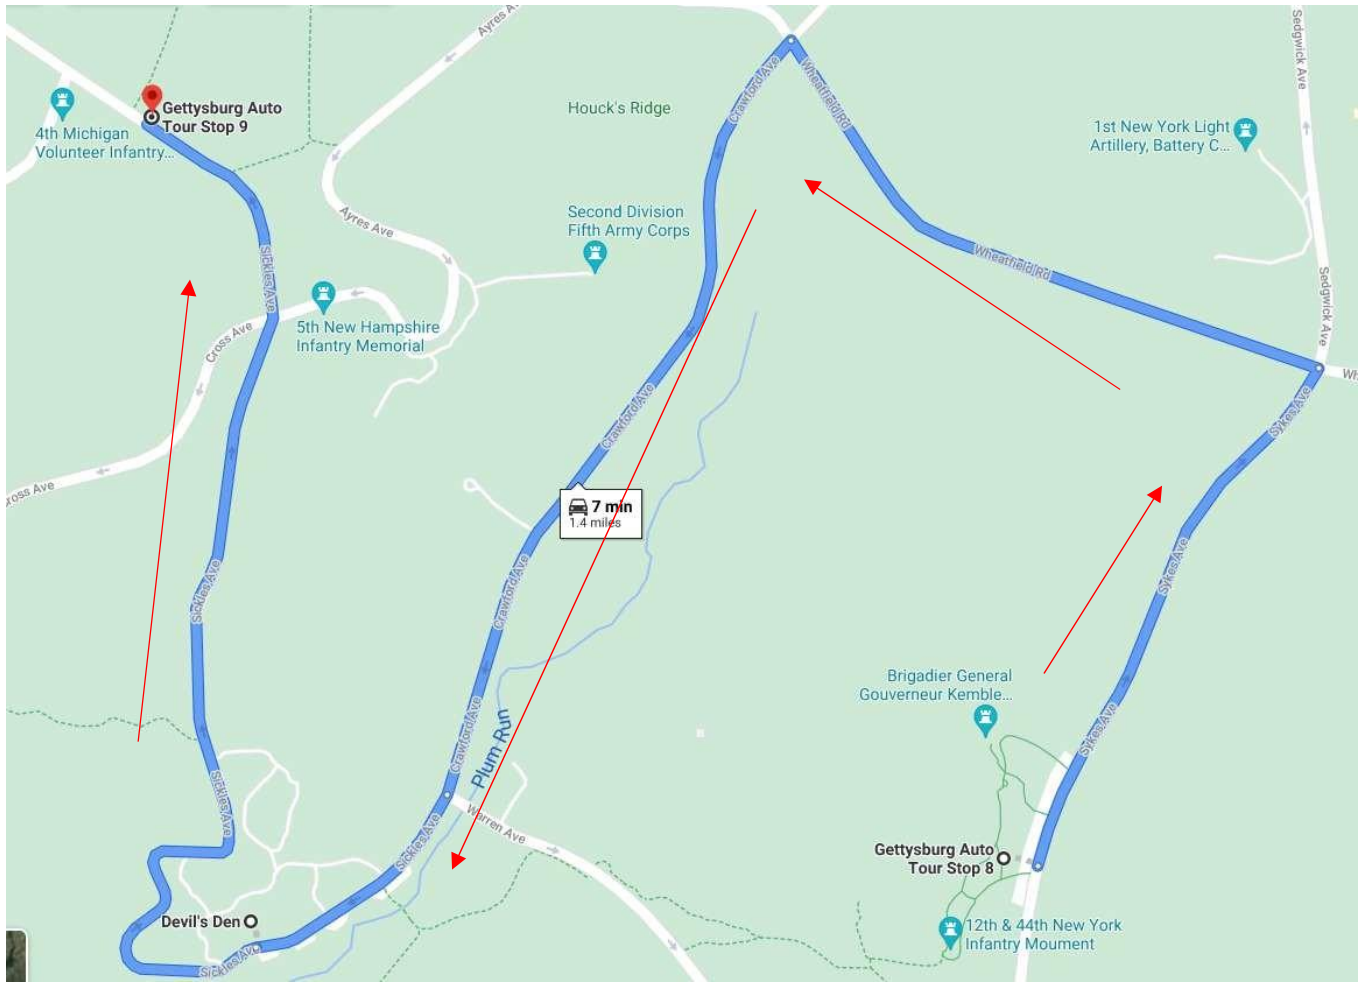 Ayres Ave
Sedgwick Ave
Gettysburg Auto
Tour Stop 9
4th Michigan
Volunteer Infantry...
Houck's Ridge
Crawford Ave
Wheatfield Rd
1st New York Light
Artillery, Battery C...
Ayres Ave
Second Division
Fifth Army Corps
Sickles Ave
Wheatfield Rd
Sedgwick Ave
5th New Hampshire
Infantry Memorial
Cross Ave
Wh
Crawford Ave
Sykes Ave
ross Ave
7 min
1.4 miles
Sickles Ave
Crawford Ave
Sykes Ave
Brigadier General
Gouverneur Kemble...
Crawford Ave
Plum Run
un
Sykes Ave
Sickles Ave
Warren Ave
Sickles Ave
Gettysburg Auto
Tour Stop 8
Devil's Den
12th & 44th New York
Infantry Moument
Sickles Ave